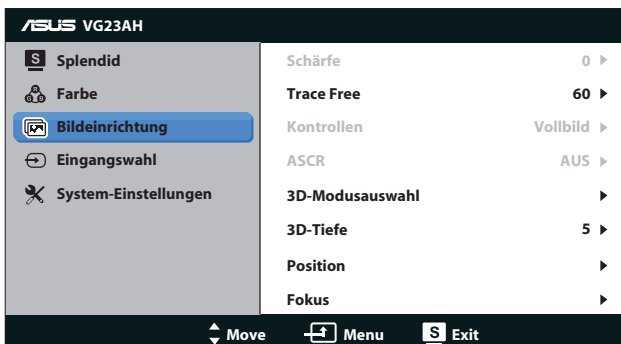 ASUS VG23AH
S Splendid
Farbe
Bildeinrichtung
Eingangswahl
System-Einstellungen
Schärfe 0
Trace Free 60
Kontrollen Vollbild
ASCR AUS
3D-Modusauswahl
3D-Tiefe 5
Position
Fokus
Move Menu S Exit